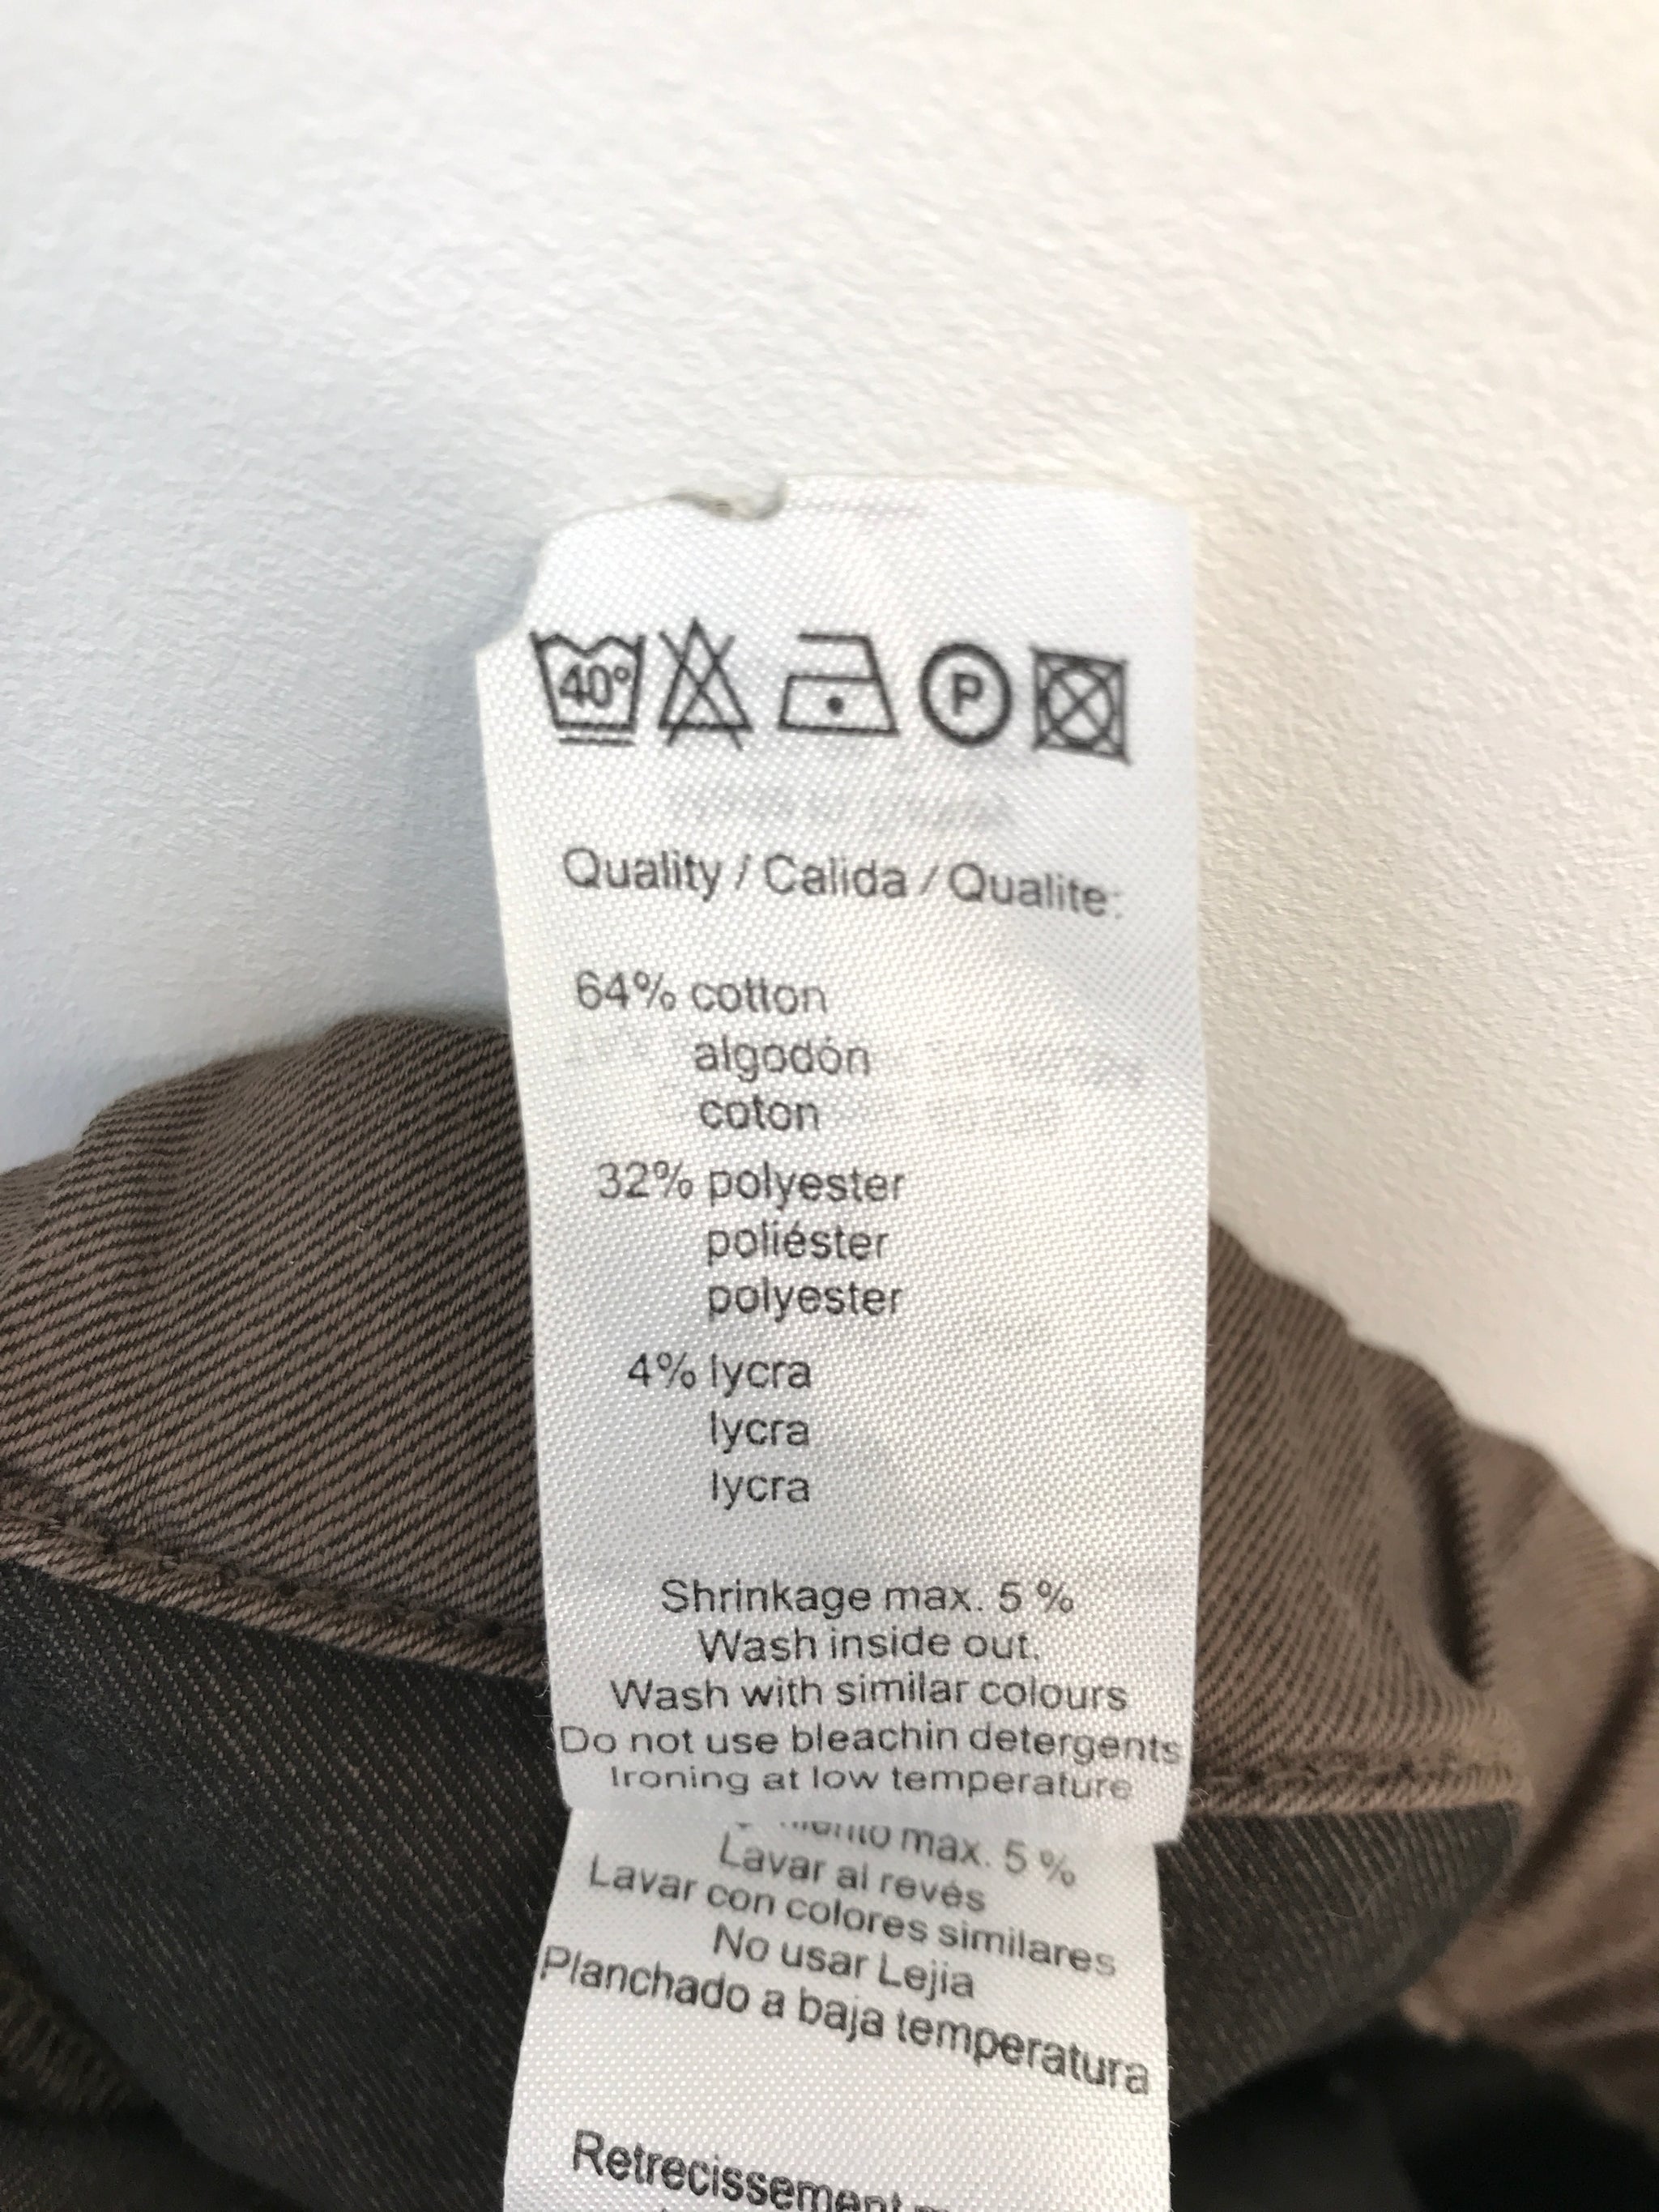 40°
P
Quality / Calida / Qualite:
64% cotton
algodón
coton
32% polyester
poliéster
polyester
4% lycra
lycra
lycra
Shrinkage max. 5 %
Wash inside out.
Wash with similar colours
Do not use bleachin detergents
Ironing at low temperature
max. 5 %
Lavar al revés
Lavar con colores similares
No usar Lejia
Planchado a baja temperatura
Retrecissement